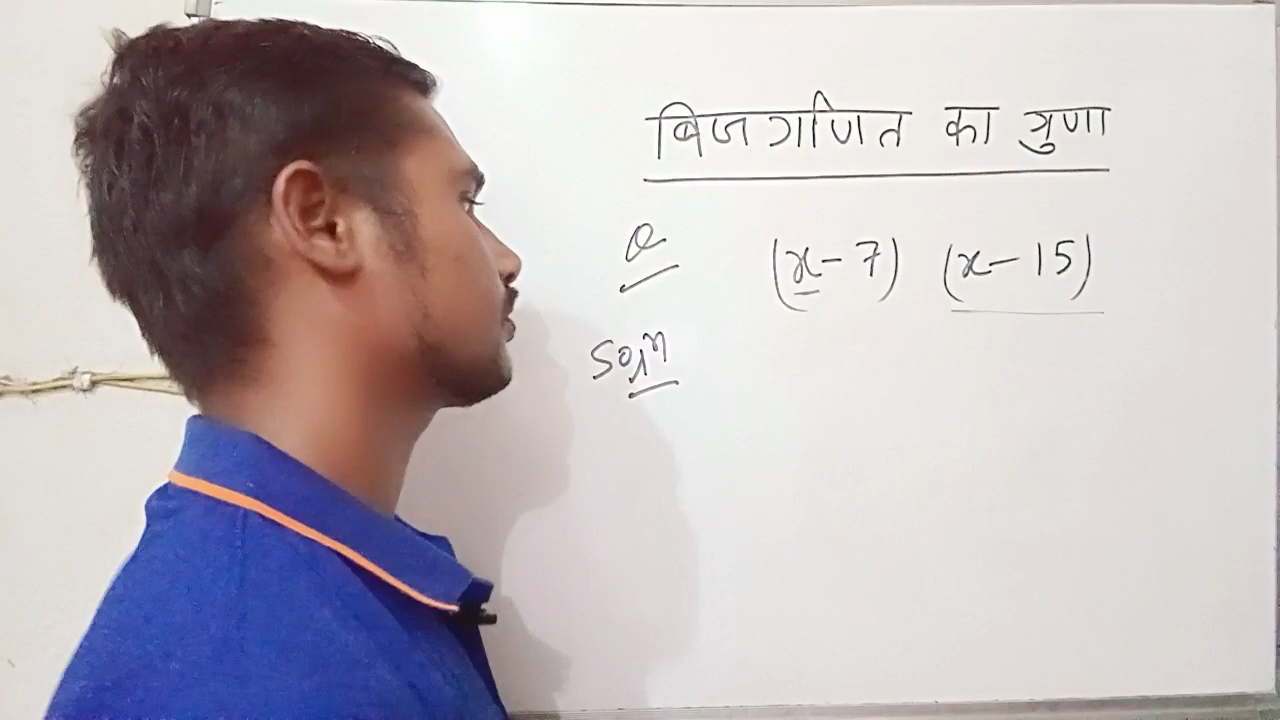 बिजगणित का गुणा
Q (x-7) (x-15)
Solⁿ